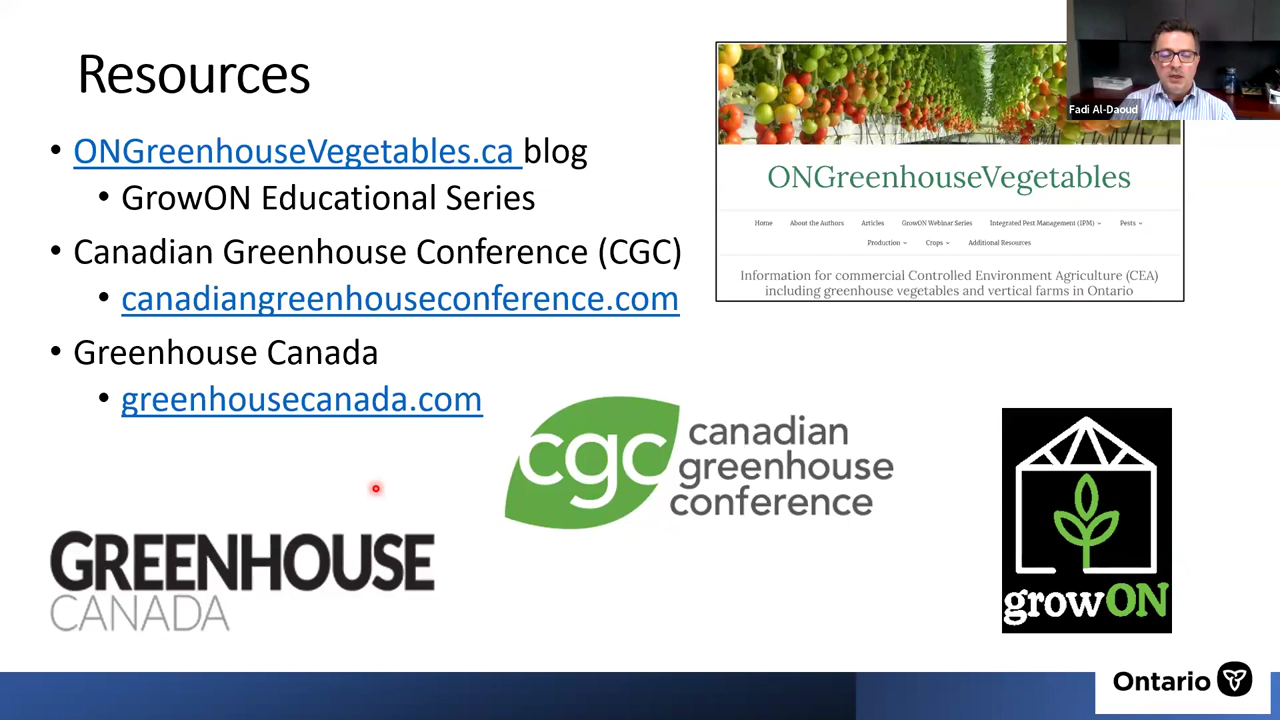 Resources
• ONGreenhouseVegetables.ca blog
• GrowON Educational Series
• Canadian Greenhouse Conference (CGC)
• canadiangreenhouseconference.com
• Greenhouse Canada
• greenhousecanada.com
Fadi Al-Daoud
ONGreenhouseVegetables
Home About the Authors Articles GrowON Webinar Series Integrated Pest Management (IPM) Pests
Production Crops Additional Resources
Information for commercial Controlled Environment Agriculture (CEA)
including greenhouse vegetables and vertical farms in Ontario
cgc
canadian
greenhouse
conference
GREENHOUSE
CANADA
growON
Ontario